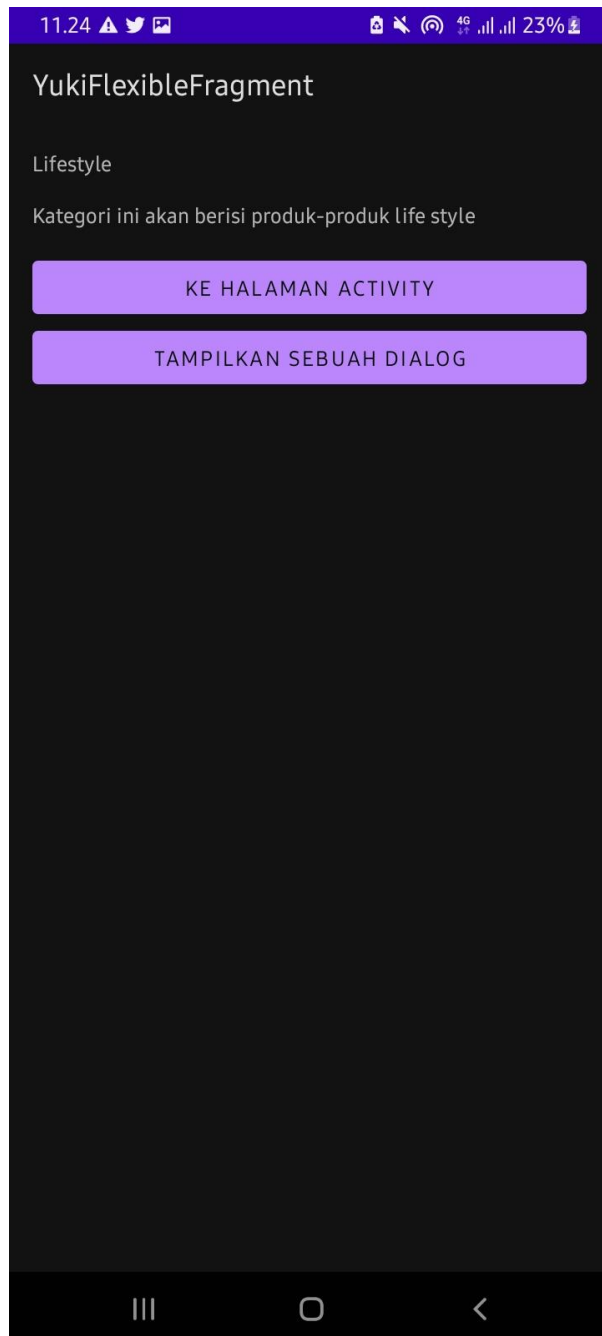 11.24
4G
23%
YukiFlexibleFragment
Lifestyle
Kategori ini akan berisi produk-produk life style
KE HALAMAN ACTIVITY
TAMPILKAN SEBUAH DIALOG